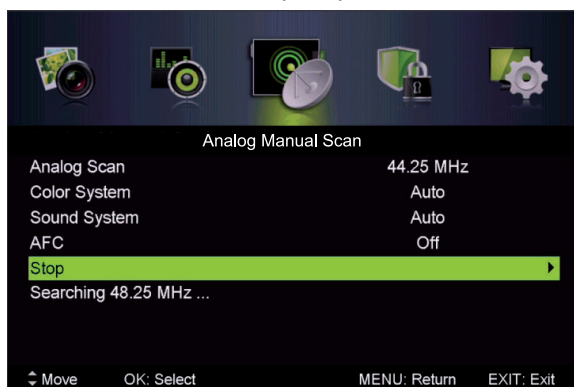 Analog Manual Scan
Analog Scan 44.25 MHz
Color System Auto
Sound System Auto
AFC Off
Stop
Searching 48.25 MHz ...
Move OK: Select MENU: Return EXIT: Exit